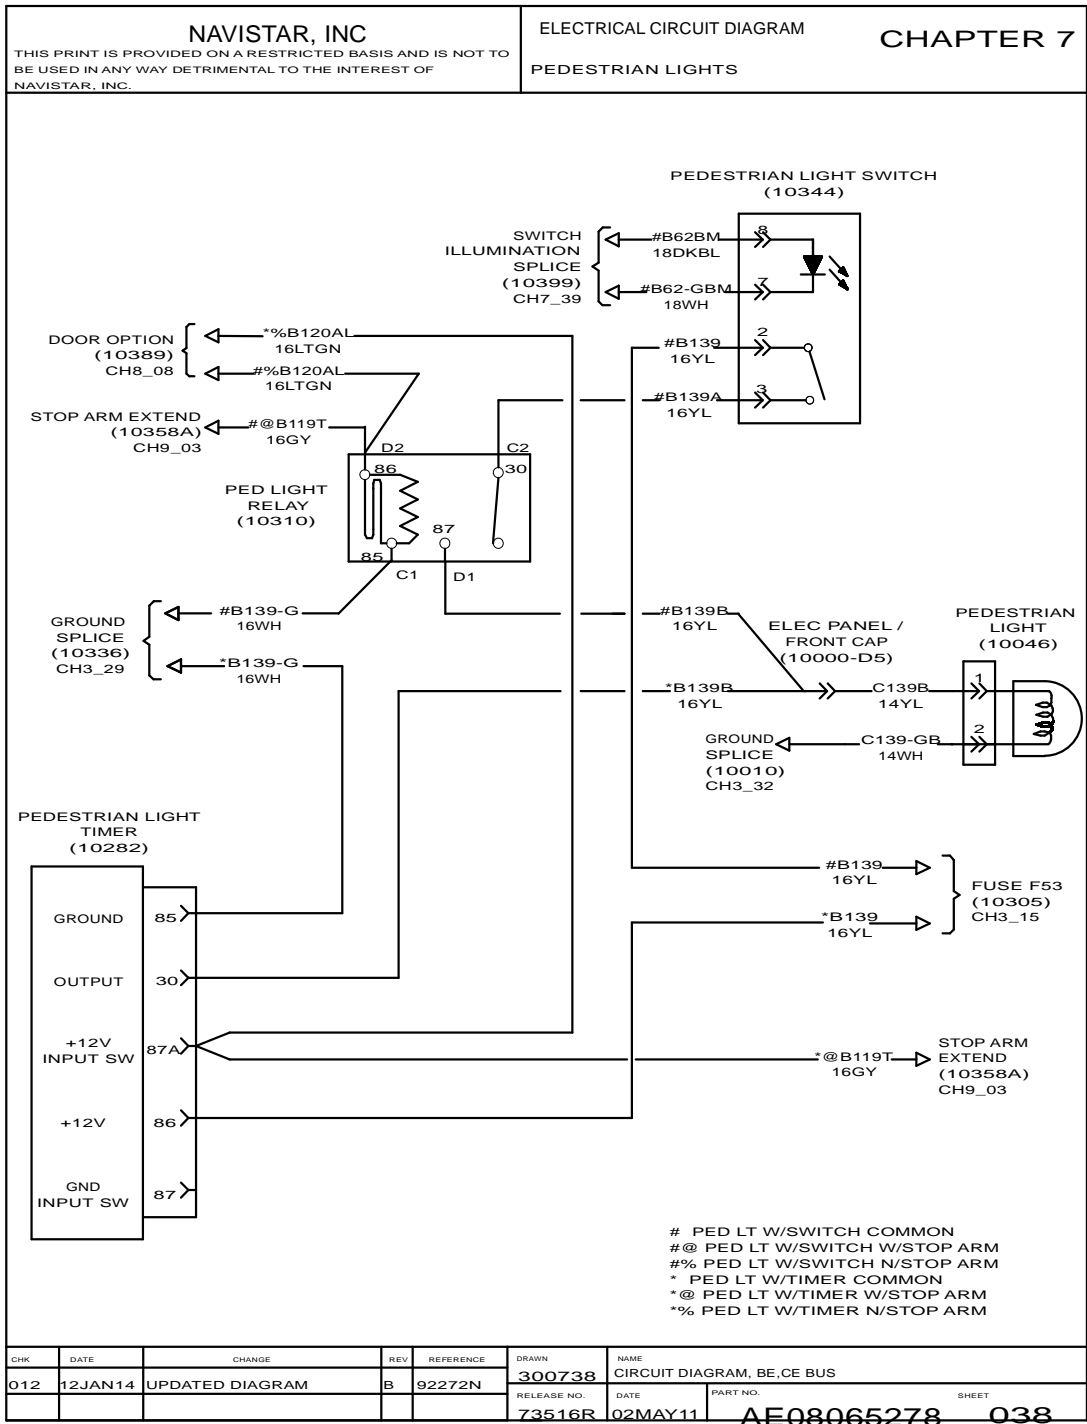 NAVISTAR, INC
THIS PRINT IS PROVIDED ON A RESTRICTED BASIS AND IS NOT TO
BE USED IN ANY WAY DETRIMENTAL TO THE INTEREST OF
NAVISTAR, INC.
ELECTRICAL CIRCUIT DIAGRAM
PEDESTRIAN LIGHTS
CHAPTER 7
PEDESTRIAN LIGHT SWITCH
(10344)
SWITCH
ILLUMINATION
SPLICE
(10399)
CH7_39
#B62BM
18DKBL
8
#B62-GBM
18WH
7
#B139
16YL
2
#B139A
16YL
3
DOOR OPTION
(10389)
CH8_08
*%B120AL
16LTGN
#%B120AL
16LTGN
STOP ARM EXTEND
(10358A)
CH9_03
#@B119T
16GY
D2
C2
86
30
PED LIGHT
RELAY
(10310)
87
85
C1
D1
GROUND
SPLICE
(10336)
CH3_29
#B139-G
16WH
*B139-G
16WH
#B139B
16YL
ELEC PANEL /
FRONT CAP
(10000-D5)
PEDESTRIAN
LIGHT
(10046)
*B139B
16YL
C139B
14YL
1
GROUND
SPLICE
(10010)
CH3_32
C139-GB
14WH
2
PEDESTRIAN LIGHT
TIMER
(10282)
GROUND
85
OUTPUT
30
+12V
INPUT SW
87A
+12V
86
GND
INPUT SW
87
#B139
16YL
*B139
16YL
FUSE F53
(10305)
CH3_15
*@B119T
16GY
STOP ARM
EXTEND
(10358A)
CH9_03
# PED LT W/SWITCH COMMON
#@ PED LT W/SWITCH W/STOP ARM
#% PED LT W/SWITCH N/STOP ARM
* PED LT W/TIMER COMMON
*@ PED LT W/TIMER W/STOP ARM
*% PED LT W/TIMER N/STOP ARM
CHK DATE CHANGE REV REFERENCE
012 12JAN14 UPDATED DIAGRAM B 92272N
DRAWN
300738
NAME
CIRCUIT DIAGRAM, BE,CE BUS
RELEASE NO.
73516R
DATE
02MAY11
PART NO.
AE08065278
SHEET
038